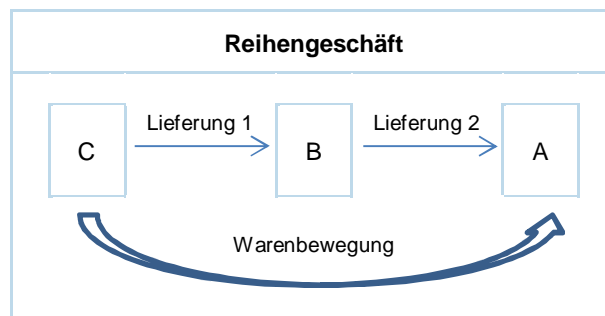 Reihengeschäft
Lieferung 1
Lieferung 2
C
B
A
Warenbewegung